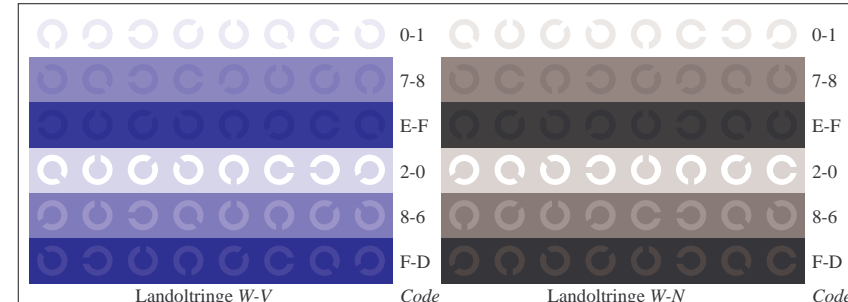 0-1 0-1
7-8 7-8
E-F E-F
2-0 2-0
8-6 8-6
F-D F-D
Landoltringe W-V Code Landoltringe W-N Code